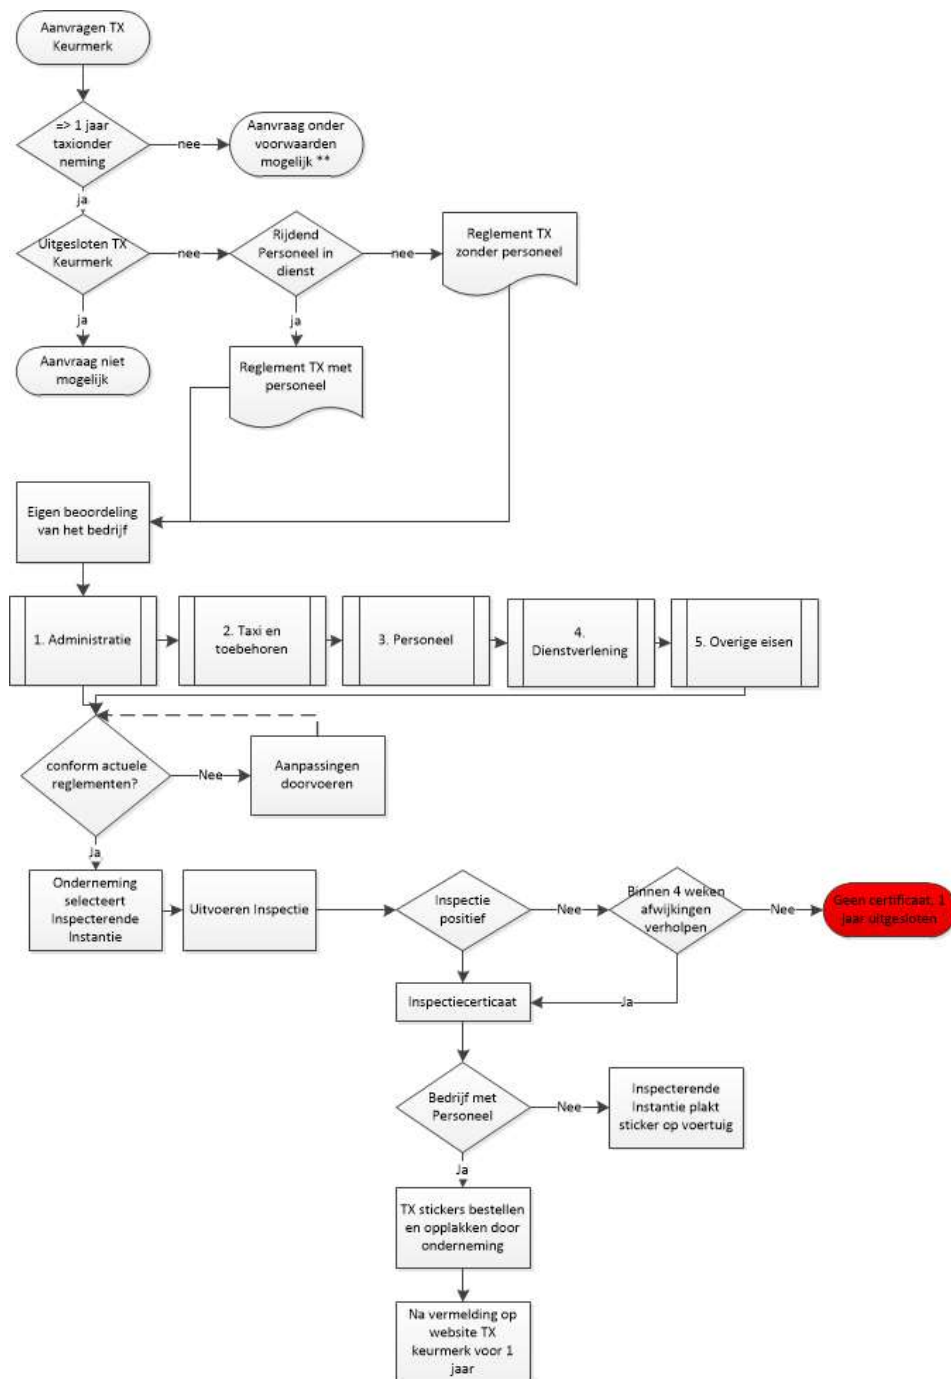 Aanvragen TX
Keurmerk
=> 1 jaar
taxionder
neming
nee
Aanvraag onder
voorwaarden
mogelijk **
ja
Uitgesloten TX
Keurmerk
nee
Rijdend
Personeel in
dienst
nee
Reglement TX
zonder personeel
ja
Aanvraag niet
mogelijk
ja
Reglement TX met
personeel
Eigen beoordeling
van het bedrijf
1. Administratie
2. Taxi en
toebehoren
3. Personeel
4.
Dienstverlening
5. Overige eisen
conform actuele
reglementen?
Nee
Aanpassingen
doorvoeren
Ja
Onderneming
selecteert
Inspecterende
Instantie
Uitvoeren Inspectie
Inspectie
positief
Nee
Binnen 4 weken
afwijkingen
verholpen
Nee
Geen certificaat, 1
jaar uitgesloten
Ja
Inspectiecerticaat
Bedrijf met
Personeel
Nee
Inspecterende
Instantie plakt
sticker op voertuig
Ja
TX stickers bestellen
en opplakken door
onderneming
Na vermelding op
website TX
keurmerk voor 1
jaar